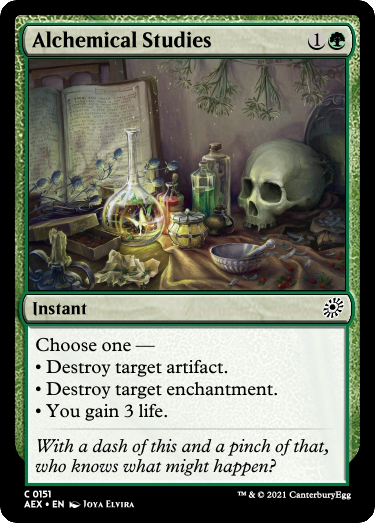 Alchemical Studies 1
Instant
Choose one —
• Destroy target artifact.
• Destroy target enchantment.
• You gain 3 life.
With a dash of this and a pinch of that,
who knows what might happen?
C 0151
AEX • EN Joya Elvira
™ & © 2021 CanterburyEgg